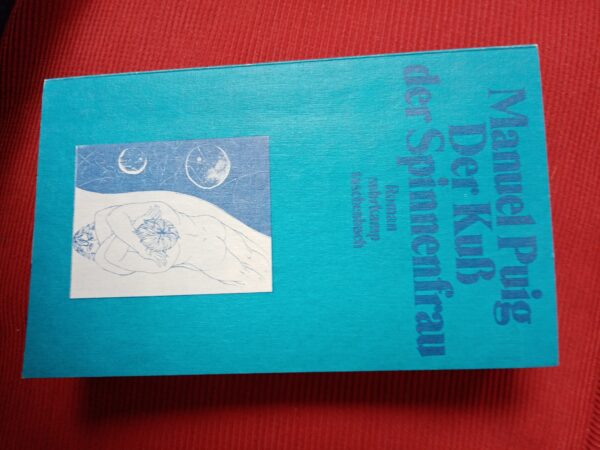 Manuel Puig
Der Kuß
der Spinnenfrau
Roman
suhrkamp
taschenbuch